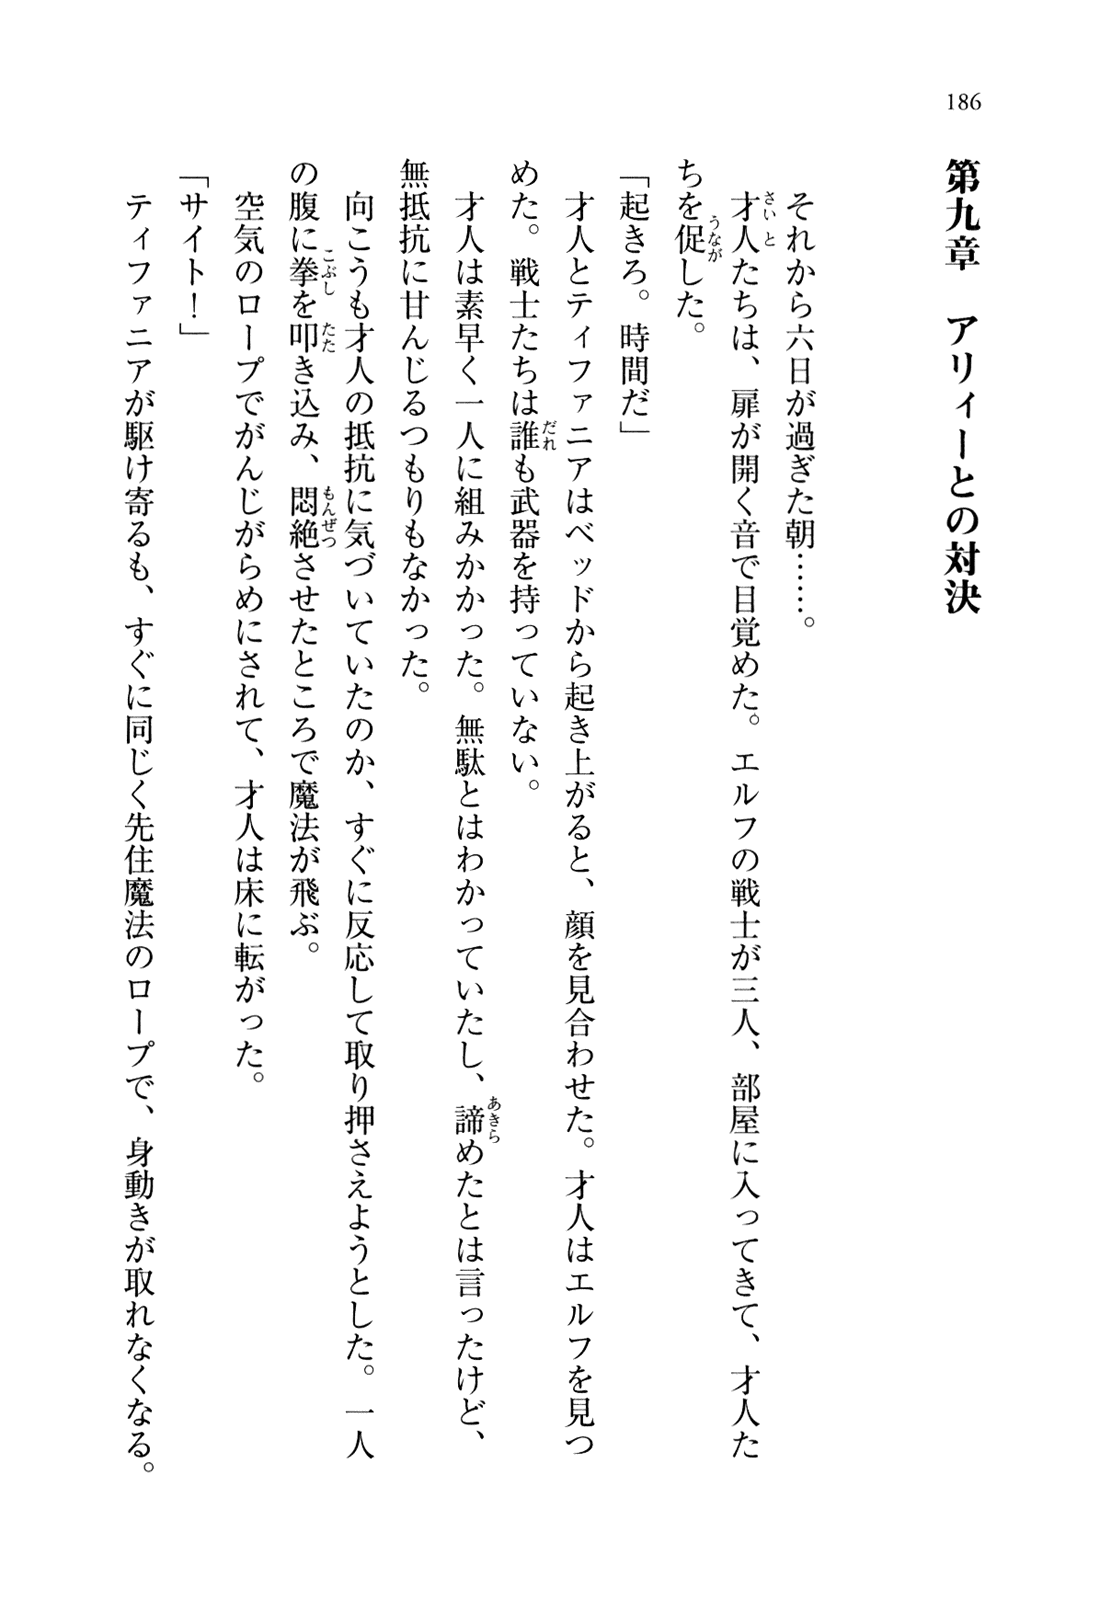 186
第九章　アリィーとの対決
それから六日が過ぎた朝……。
才人たちは、扉が開く音で目覚めた。エルフの戦士が三人、部屋に入ってきて、才人た
ちを促した。
「起きろ。時間だ」
才人とティファニアはベッドから起き上がると、顔を見合わせた。才人はエルフを見つ
めた。戦士たちは誰も武器を持っていない。
才人は素早く一人に組みかかった。無駄とはわかっていたし、諦めたとは言ったけど、
無抵抗に甘んじるつもりもなかった。
向こうも才人の抵抗に気づいていたのか、すぐに反応して取り押さえようとした。一人
の腹に拳を叩き込み、悶絶させたところで魔法が飛ぶ。
空気のロープでがんじがらめにされて、才人は床に転がった。
「サイト！」
ティファニアが駆け寄るも、すぐに同じく先住魔法のロープで、身動きが取れなくなる。